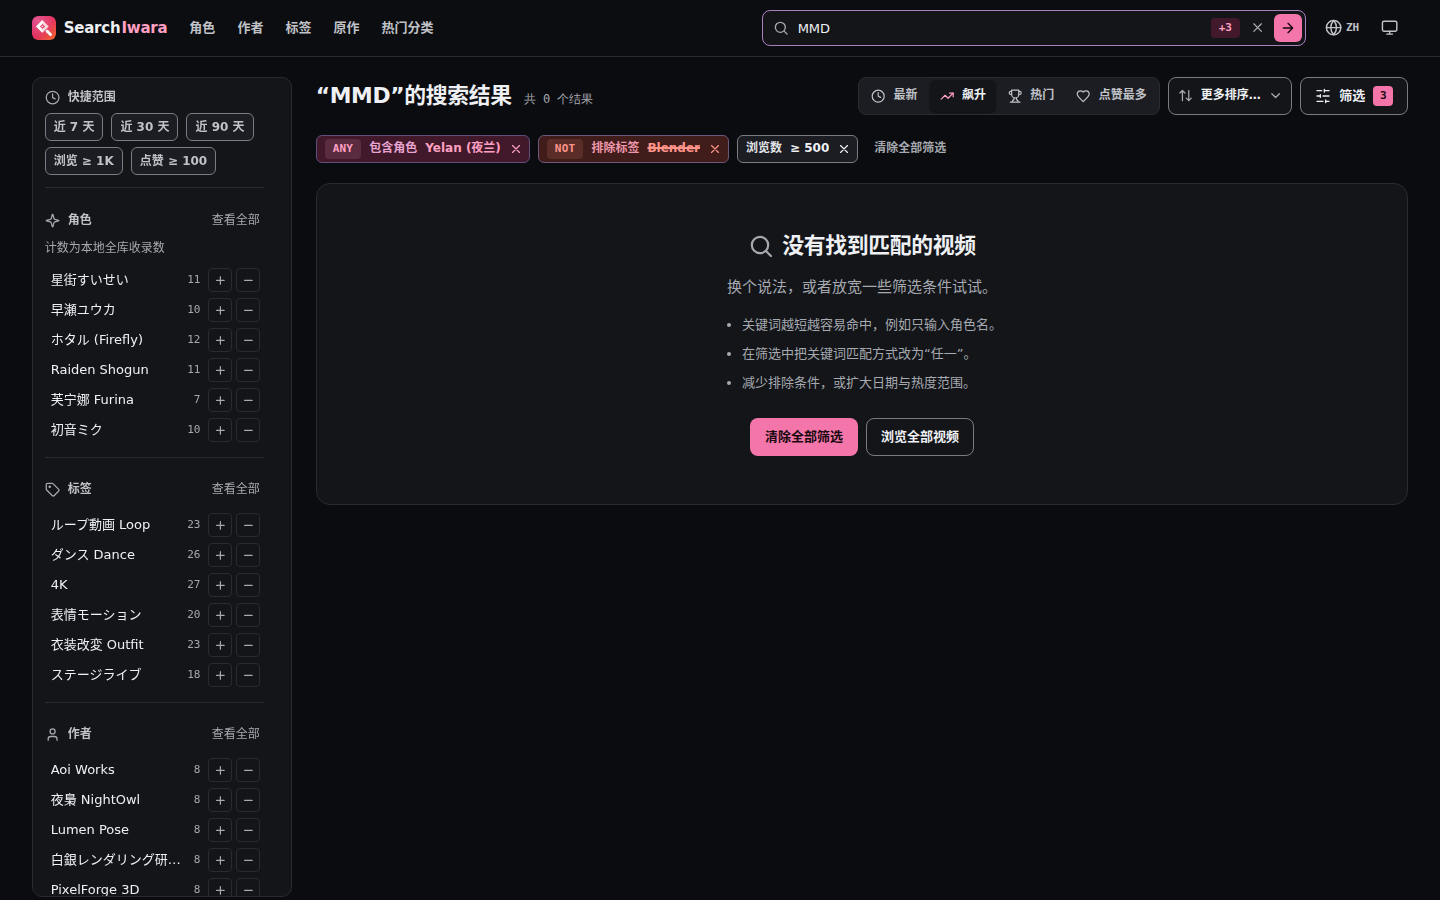 SearchIwara 角色 作者 标签 原作 热门分类 MMD +3 ZH
快捷范围
近 7 天 近 30 天 近 90 天
浏览 ≥ 1K 点赞 ≥ 100
角色 查看全部
计数为本地全库收录数
星街すいせい 11
早瀬ユウカ 10
ホタル (Firefly) 12
Raiden Shogun 11
芙宁娜 Furina 7
初音ミク 10
标签 查看全部
ループ動画 Loop 23
ダンス Dance 26
4K 27
表情モーション 20
衣装改変 Outfit 23
ステージライブ 18
作者 查看全部
Aoi Works 8
夜梟 NightOwl 8
Lumen Pose 8
白銀レンダリング研… 8
PixelForge 3D 8
“MMD”的搜索结果 共 0 个结果
最新 飙升 热门 点赞最多 更多排序… 筛选 3
ANY 包含角色 Yelan (夜兰) NOT 排除标签 Blender 浏览数 ≥ 500 清除全部筛选
没有找到匹配的视频
换个说法，或者放宽一些筛选条件试试。
• 关键词越短越容易命中，例如只输入角色名。
• 在筛选中把关键词匹配方式改为“任一”。
• 减少排除条件，或扩大日期与热度范围。
清除全部筛选 浏览全部视频